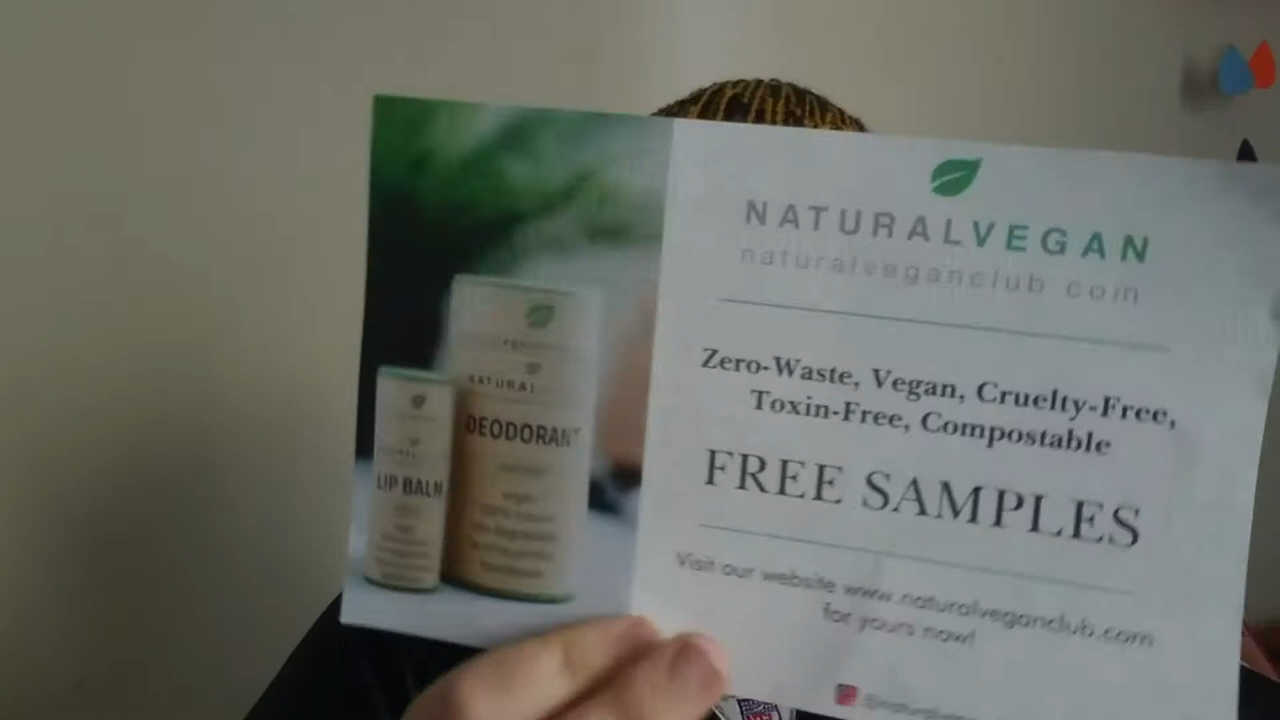 NATURALVEGAN
naturalveganclub.com
Zero-Waste, Vegan, Cruelty-Free,
Toxin-Free, Compostable
FREE SAMPLES
Visit our website www.naturalveganclub.com
for yours now!
NATURAL
DEODORANT
LIP BALM